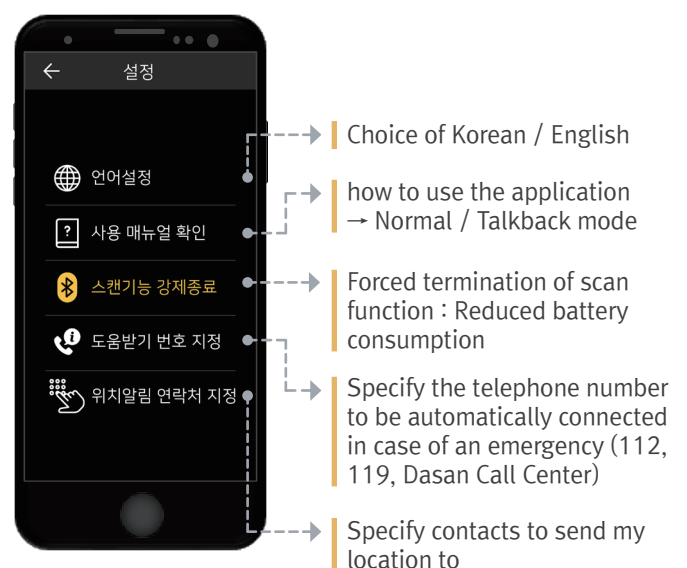 설정
언어설정
사용 매뉴얼 확인
스캔기능 강제종료
도움받기 번호 지정
위치알림 연락처 지정
Choice of Korean / English
how to use the application
→ Normal / Talkback mode
Forced termination of scan
function : Reduced battery
consumption
Specify the telephone number
to be automatically connected
in case of an emergency (112,
119, Dasan Call Center)
Specify contacts to send my
location to